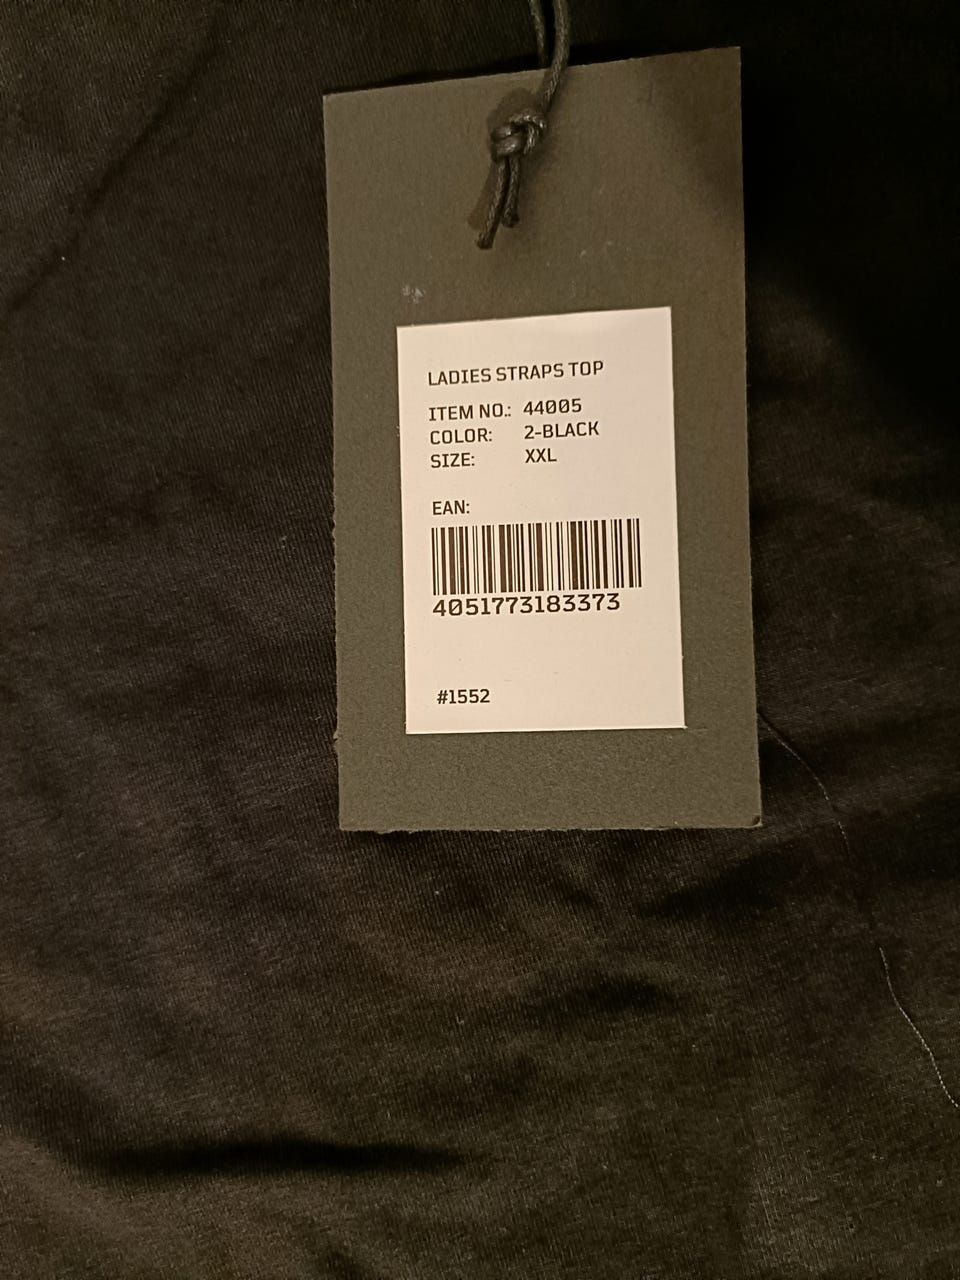 LADIES STRAPS TOP
ITEM NO.: 44005
COLOR: 2-BLACK
SIZE: XXL
EAN:
4051773183373
#1552